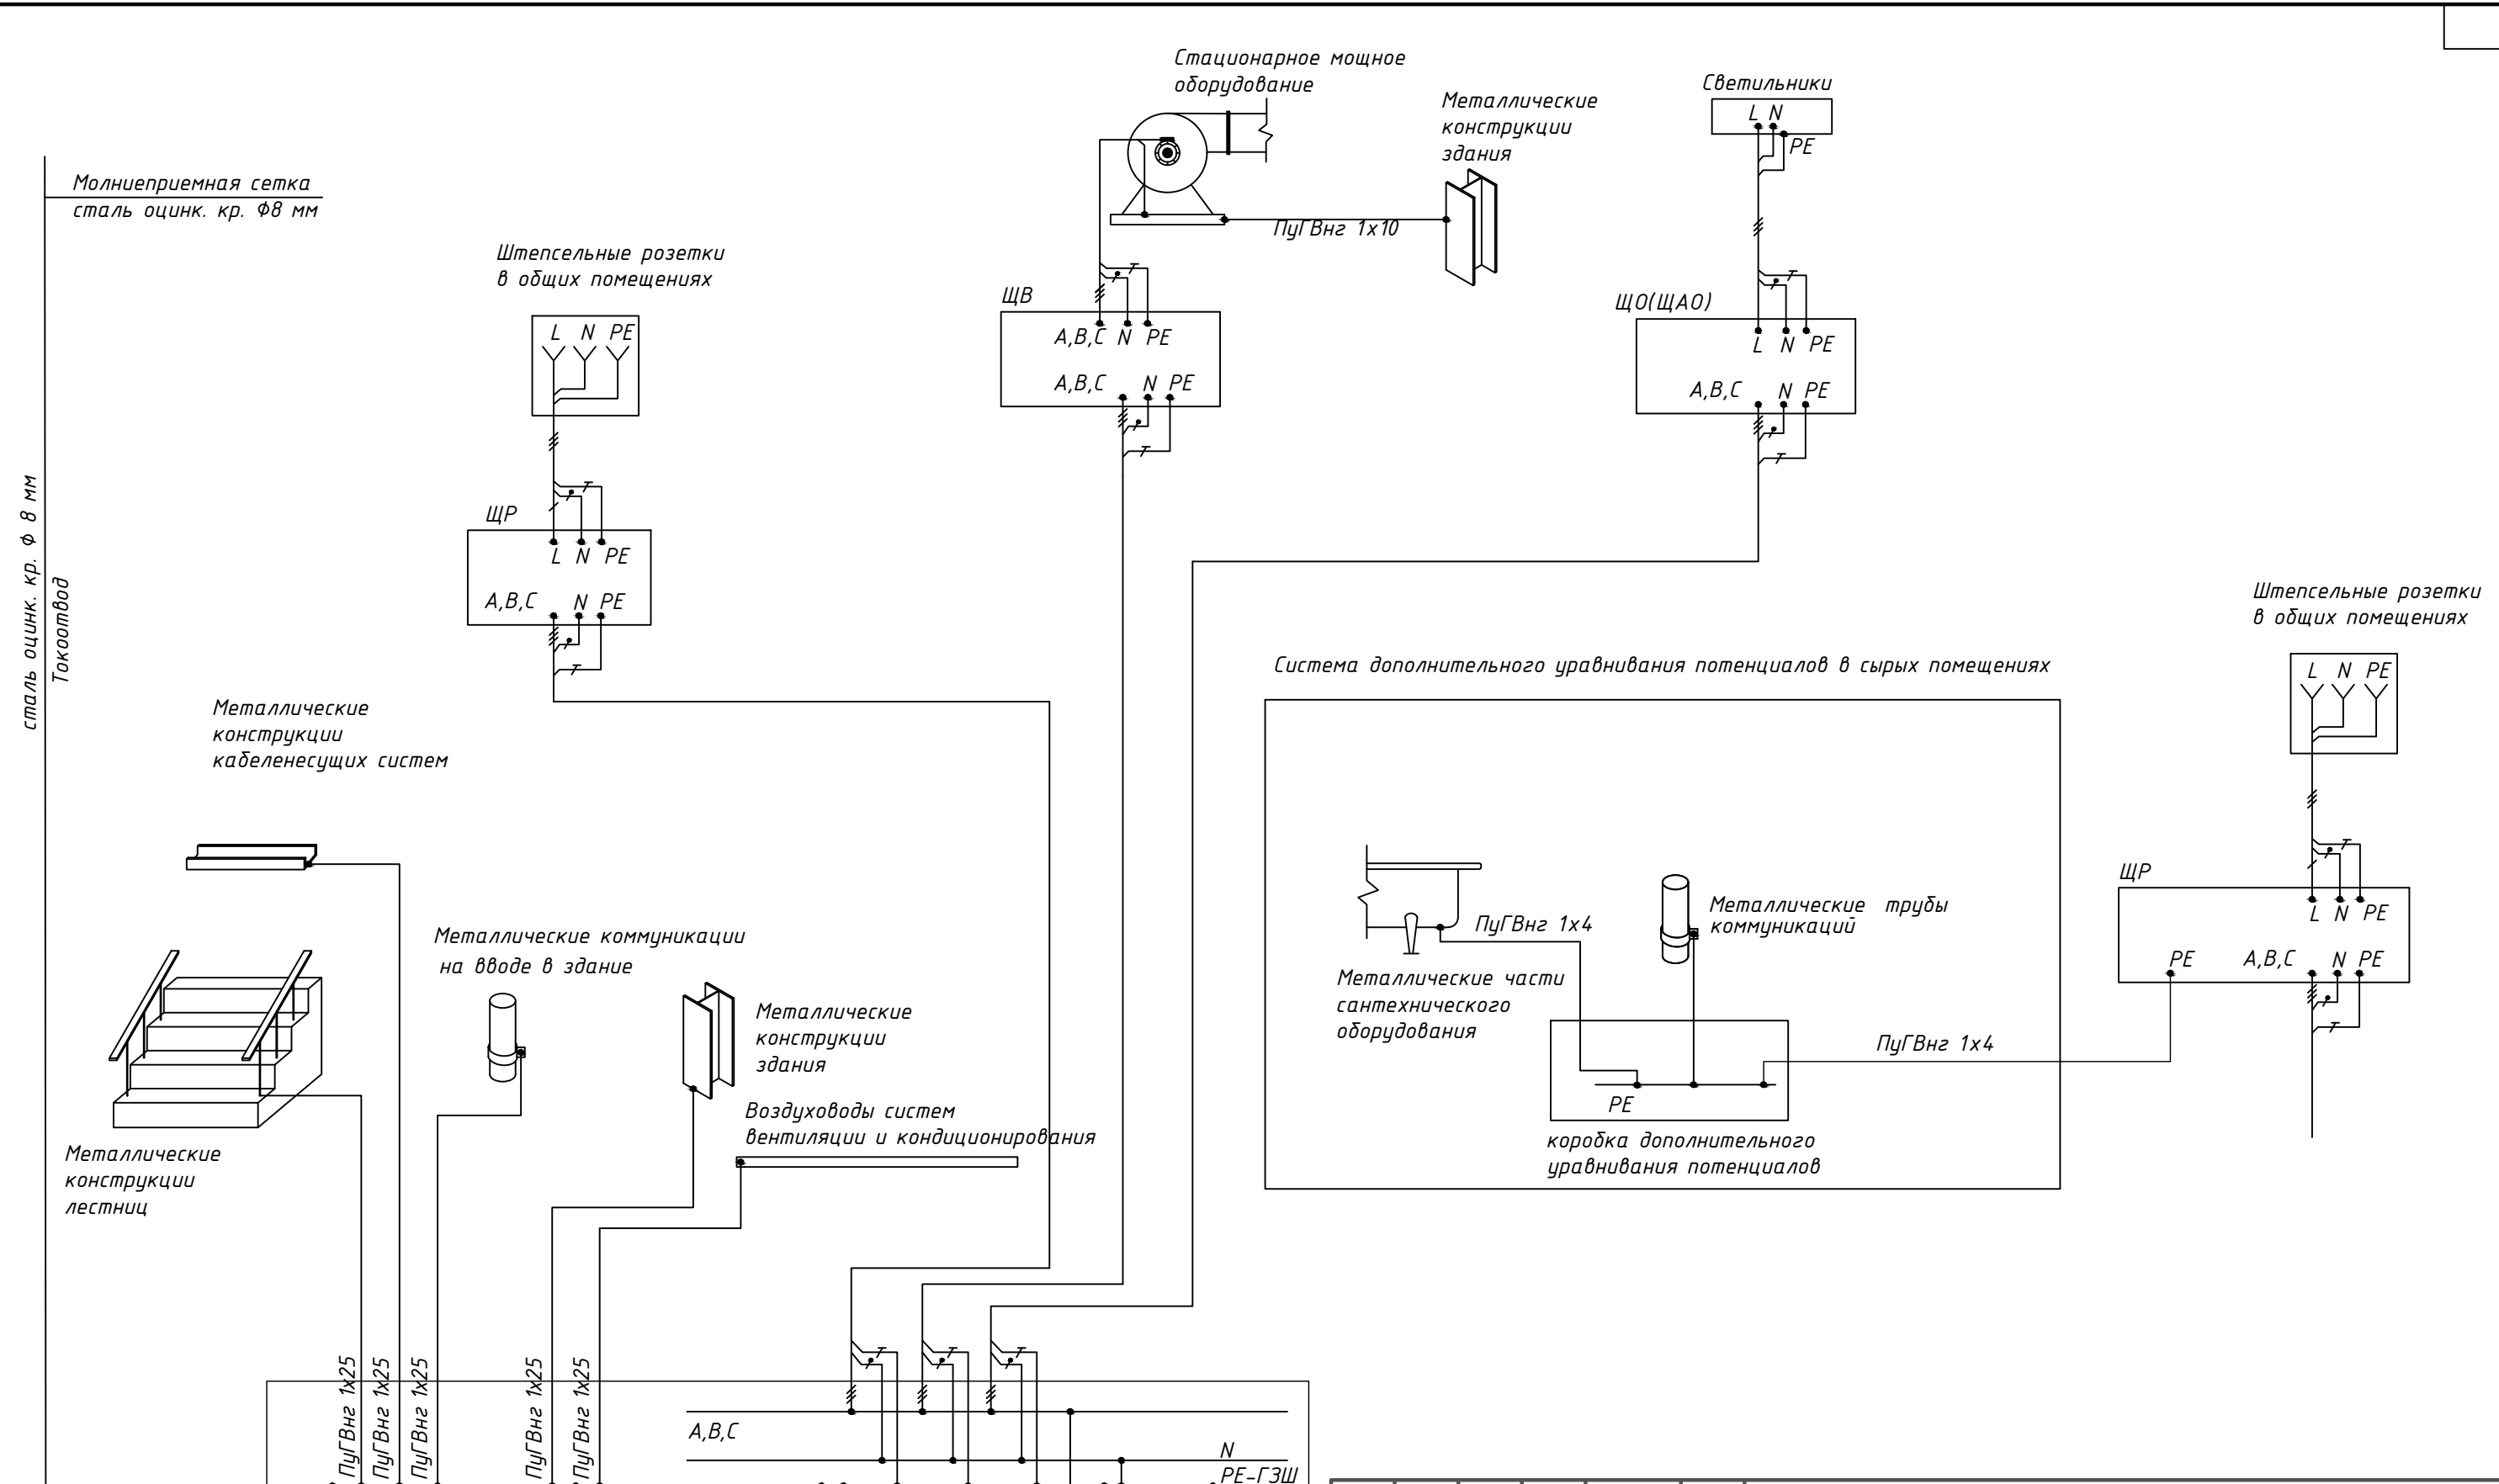 Стационарное мощное
оборудование
Металлические
конструкции
здания
Светильники
L N
PE
Молниеприемная сетка
сталь оцинк. кр. Ф8 мм
ПуГВнг 1х10
Штепсельные розетки
в общих помещениях
L N PE
ЩВ
A,B,C N PE
A,B,C N PE
ЩО(ЩАО)
L N PE
A,B,C N PE
ЩР
L N PE
A,B,C N PE
сталь оцинк. кр. Ф 8 мм
Токоотвод
Штепсельные розетки
в общих помещениях
L N PE
Система дополнительного уравнивания потенциалов в сырых помещениях
Металлические
конструкции
кабеленесущих систем
ЩР
L N PE
PE A,B,C N PE
ПуГВнг 1х4
Металлические трубы
коммуникаций
Металлические части
сантехнического
оборудования
ПуГВнг 1х4
PE
коробка дополнительного
уравнивания потенциалов
Металлические коммуникации
на вводе в здание
Металлические
конструкции
здания
Воздуховоды систем
вентиляции и кондиционирования
Металлические
конструкции
лестниц
ПуГВнг 1х25
ПуГВнг 1х25
ПуГВнг 1х25
ПуГВнг 1х25
ПуГВнг 1х25
A,B,C
N
PE-ГЗШ